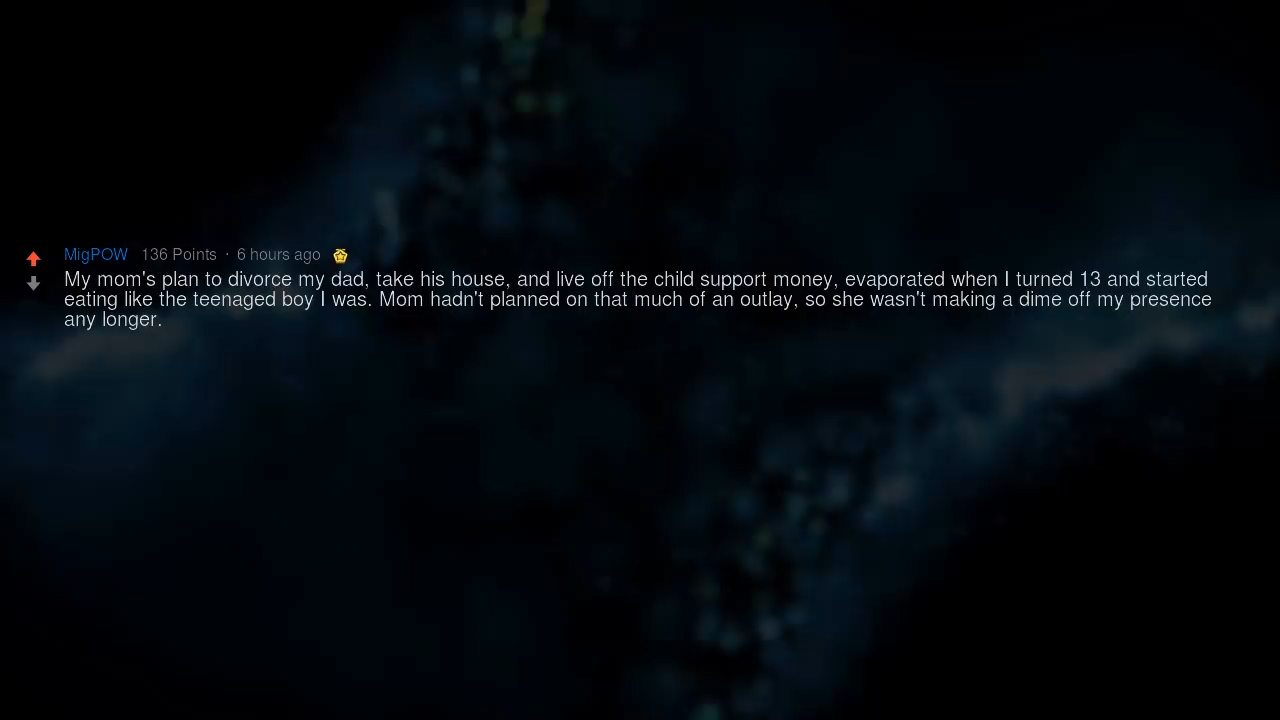 MigPOW 136 Points · 6 hours ago
My mom's plan to divorce my dad, take his house, and live off the child support money, evaporated when I turned 13 and started
eating like the teenaged boy I was. Mom hadn't planned on that much of an outlay, so she wasn't making a dime off my presence
any longer.